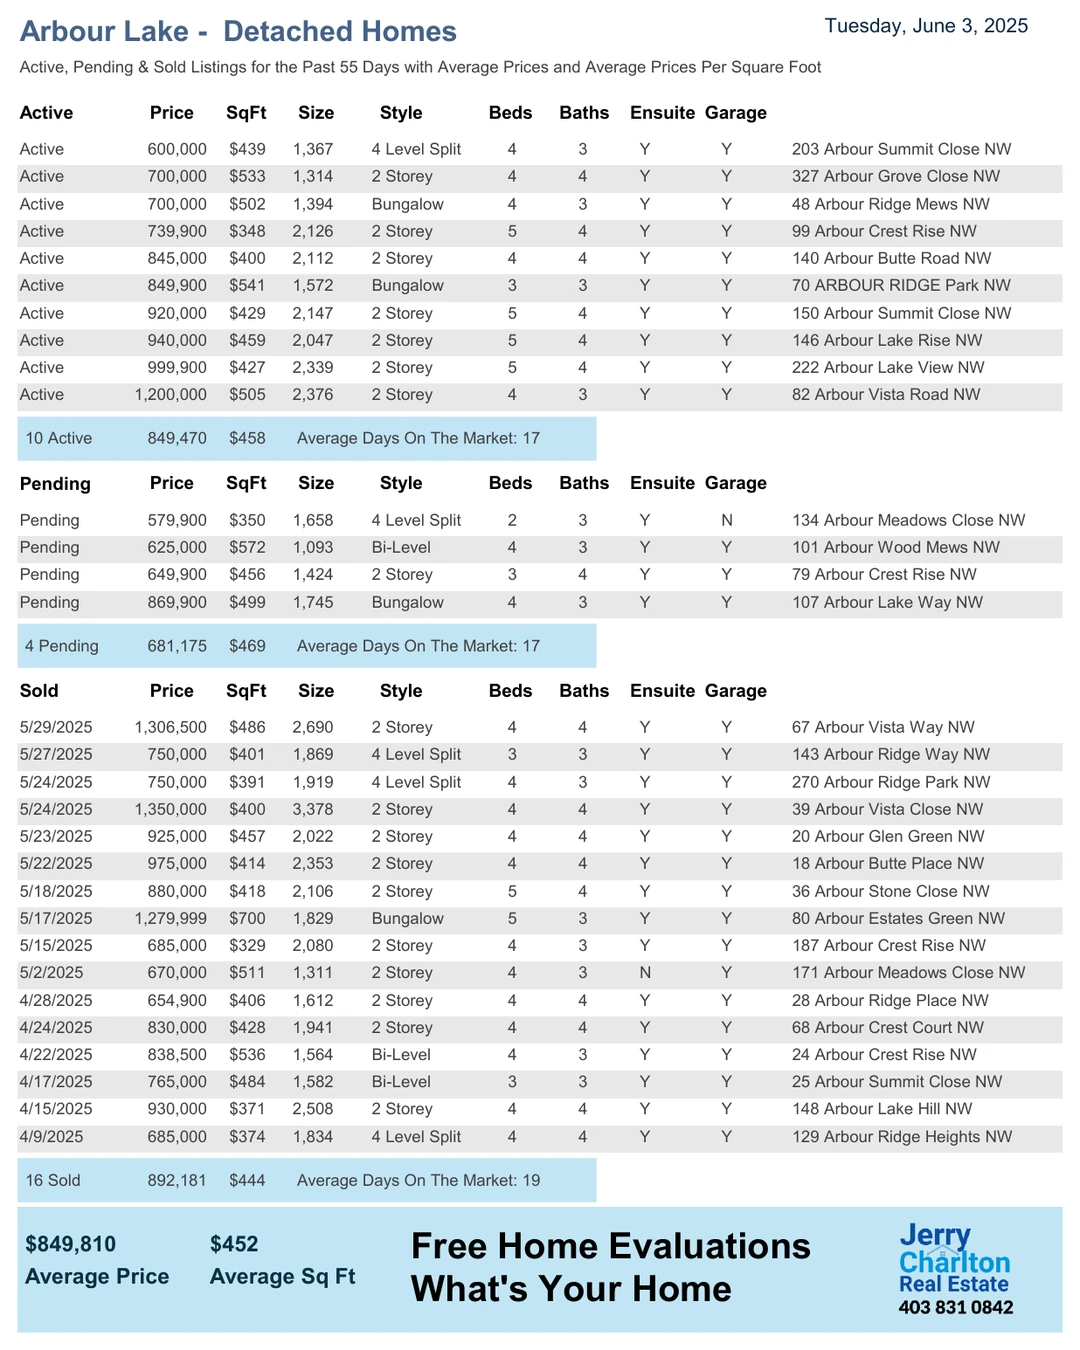 Arbour Lake - Detached Homes
Tuesday, June 3, 2025
Active, Pending & Sold Listings for the Past 55 Days with Average Prices and Average Prices Per Square Foot
Active Price SqFt Size Style Beds Baths Ensuite Garage
Active 600,000 $439 1,367 4 Level Split 4 3 Y Y 203 Arbour Summit Close NW
Active 700,000 $533 1,314 2 Storey 4 4 Y Y 327 Arbour Grove Close NW
Active 700,000 $502 1,394 Bungalow 4 3 Y Y 48 Arbour Ridge Mews NW
Active 739,900 $348 2,126 2 Storey 5 4 Y Y 99 Arbour Crest Rise NW
Active 845,000 $400 2,112 2 Storey 4 4 Y Y 140 Arbour Butte Road NW
Active 849,900 $541 1,572 Bungalow 3 3 Y Y 70 ARBOUR RIDGE Park NW
Active 920,000 $429 2,147 2 Storey 5 4 Y Y 150 Arbour Summit Close NW
Active 940,000 $459 2,047 2 Storey 5 4 Y Y 146 Arbour Lake Rise NW
Active 999,900 $427 2,339 2 Storey 5 4 Y Y 222 Arbour Lake View NW
Active 1,200,000 $505 2,376 2 Storey 4 3 Y Y 82 Arbour Vista Road NW
10 Active 849,470 $458 Average Days On The Market: 17
Pending Price SqFt Size Style Beds Baths Ensuite Garage
Pending 579,900 $350 1,658 4 Level Split 2 3 Y N 134 Arbour Meadows Close NW
Pending 625,000 $572 1,093 Bi-Level 4 3 Y Y 101 Arbour Wood Mews NW
Pending 649,900 $456 1,424 2 Storey 3 4 Y Y 79 Arbour Crest Rise NW
Pending 869,900 $499 1,745 Bungalow 4 3 Y Y 107 Arbour Lake Way NW
4 Pending 681,175 $469 Average Days On The Market: 17
Sold Price SqFt Size Style Beds Baths Ensuite Garage
5/29/2025 1,306,500 $486 2,690 2 Storey 4 4 Y Y 67 Arbour Vista Way NW
5/27/2025 750,000 $401 1,869 4 Level Split 3 3 Y Y 143 Arbour Ridge Way NW
5/24/2025 750,000 $391 1,919 4 Level Split 4 3 Y Y 270 Arbour Ridge Park NW
5/24/2025 1,350,000 $400 3,378 2 Storey 4 4 Y Y 39 Arbour Vista Close NW
5/23/2025 925,000 $457 2,022 2 Storey 4 4 Y Y 20 Arbour Glen Green NW
5/22/2025 975,000 $414 2,353 2 Storey 4 4 Y Y 18 Arbour Butte Place NW
5/18/2025 880,000 $418 2,106 2 Storey 5 4 Y Y 36 Arbour Stone Close NW
5/17/2025 1,279,999 $700 1,829 Bungalow 5 3 Y Y 80 Arbour Estates Green NW
5/15/2025 685,000 $329 2,080 2 Storey 4 3 Y Y 187 Arbour Crest Rise NW
5/2/2025 670,000 $511 1,311 2 Storey 4 3 N Y 171 Arbour Meadows Close NW
4/28/2025 654,900 $406 1,612 2 Storey 4 4 Y Y 28 Arbour Ridge Place NW
4/24/2025 830,000 $428 1,941 2 Storey 4 4 Y Y 68 Arbour Crest Court NW
4/22/2025 838,500 $536 1,564 Bi-Level 4 3 Y Y 24 Arbour Crest Rise NW
4/17/2025 765,000 $484 1,582 Bi-Level 3 3 Y Y 25 Arbour Summit Close NW
4/15/2025 930,000 $371 2,508 2 Storey 4 4 Y Y 148 Arbour Lake Hill NW
4/9/2025 685,000 $374 1,834 4 Level Split 4 4 Y Y 129 Arbour Ridge Heights NW
16 Sold 892,181 $444 Average Days On The Market: 19
$849,810 $452
Average Price Average Sq Ft
Free Home Evaluations
What's Your Home
Jerry
Charlton
Real Estate
403 831 0842